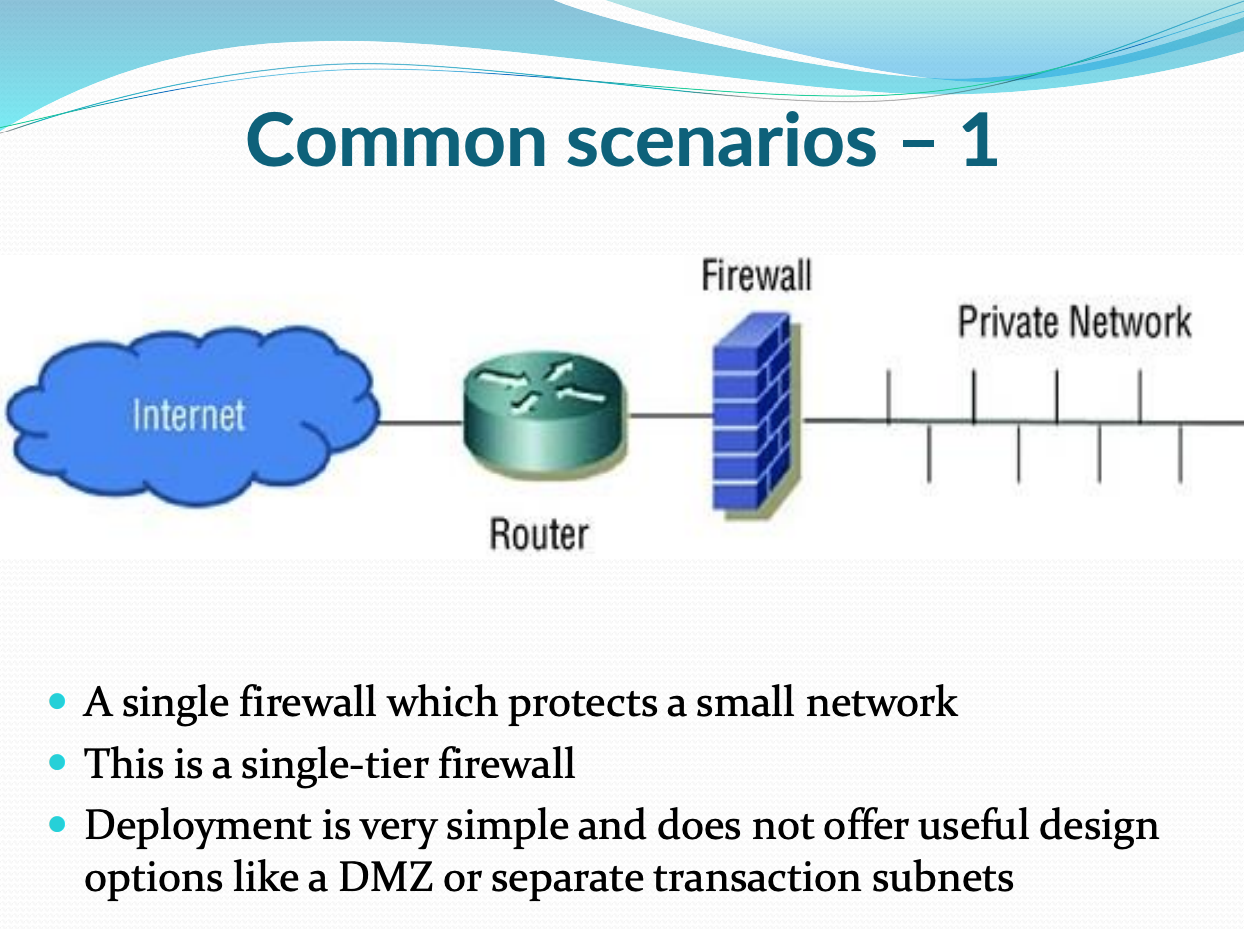 Common scenarios – 1
Firewall
Private Network
Internet
Router
• A single firewall which protects a small network
• This is a single-tier firewall
• Deployment is very simple and does not offer useful design
options like a DMZ or separate transaction subnets